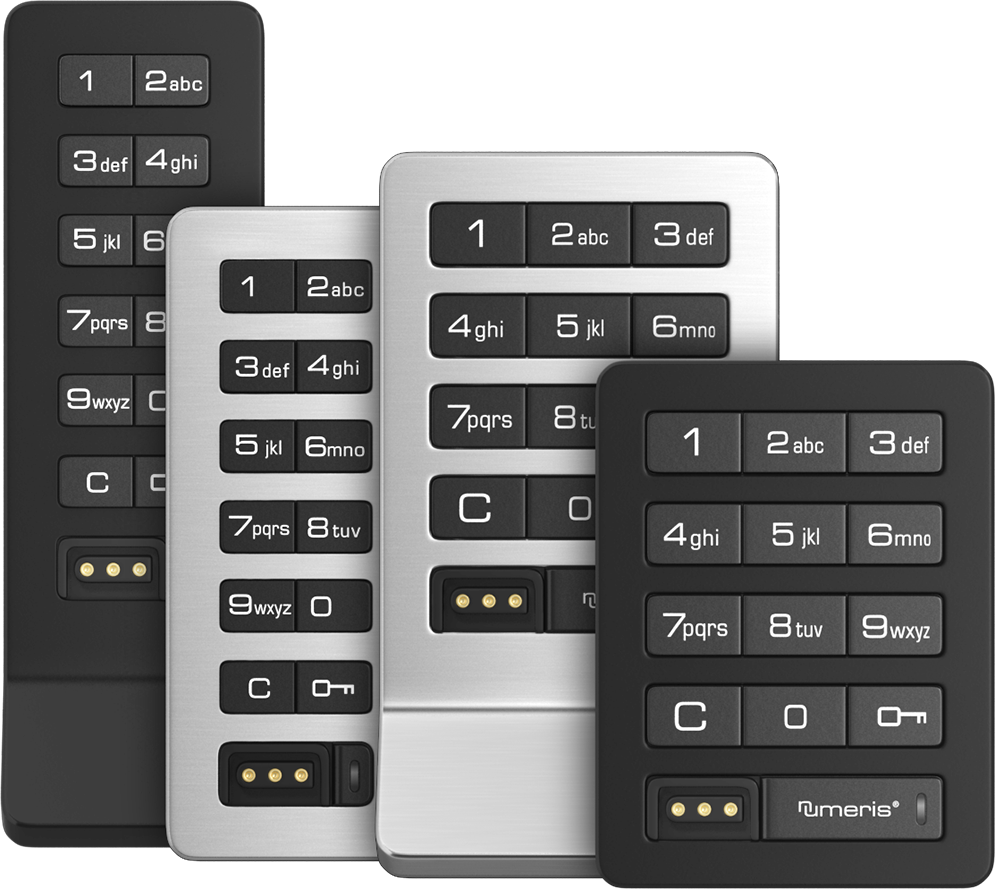 1 2abc
3def 4ghi
5jkl 6
7pqrs 8
9wxyz
C
1 2abc
3def 4ghi
5jkl 6mno
7pqrs 8tuv
9wxyz 0
C
1 2abc 3def
4ghi 5jkl 6mno
7pqrs 8tu
C 0
1 2abc 3def
4ghi 5jkl 6mno
7pqrs 8tuv 9wxyz
C 0
numeris®